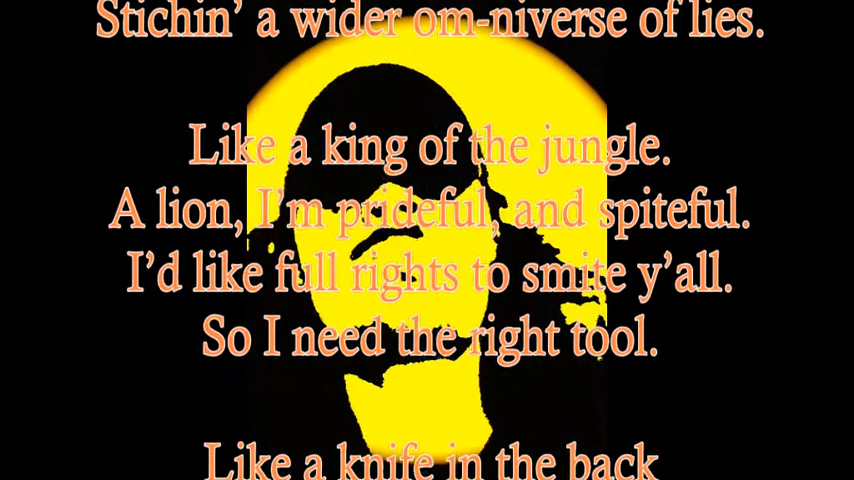 Stichin’ a wider om-niverse of lies.
Like a king of the jungle.
A lion, I’m prideful, and spiteful.
I’d like full rights to smite y’all.
So I need the right tool.
Like a knife in the back